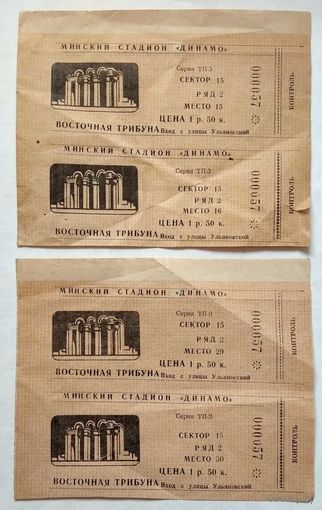 МИНСКИЙ СТАДИОН «ДИНАМО»
Серия ТП-3
СЕКТОР 15
РЯД 2
МЕСТО 15
ЦЕНА 1 р. 50 к.
ВОСТОЧНАЯ ТРИБУНА Вход с улицы Ульяновской
000057
КОНТРОЛЬ
МИНСКИЙ СТАДИОН «ДИНАМО»
Серия ТП-3
СЕКТОР 15
РЯД 2
МЕСТО 16
ЦЕНА 1 р. 50 к.
ВОСТОЧНАЯ ТРИБУНА Вход с улицы Ульяновской
000057
КОНТРОЛЬ
МИНСКИЙ СТАДИОН «ДИНАМО»
Серия ТП-3
СЕКТОР 15
РЯД 2
МЕСТО 29
ЦЕНА 1 р. 50 к.
ВОСТОЧНАЯ ТРИБУНА Вход с улицы Ульяновской
000057
КОНТРОЛЬ
МИНСКИЙ СТАДИОН «ДИНАМО»
Серия ТП-3
СЕКТОР 15
РЯД 2
МЕСТО 30
ЦЕНА 1 р. 50 к.
ВОСТОЧНАЯ ТРИБУНА Вход с улицы Ульяновской
000057
КОНТРОЛЬ